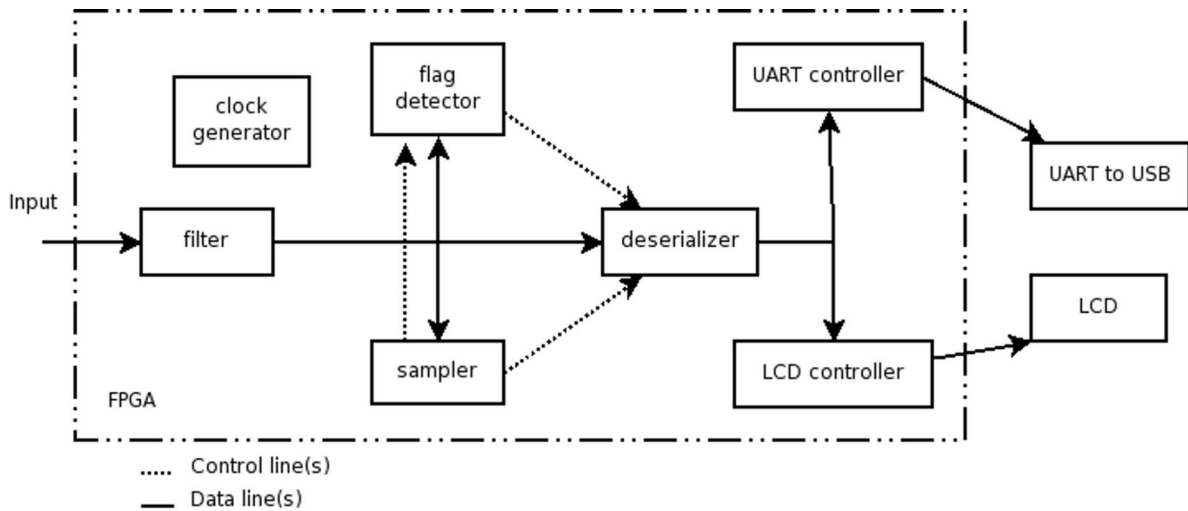 flag
detector
UART controller
clock
generator
UART to USB
Input
filter
deserializer
LCD
sampler
LCD controller
FPGA
Control line(s)
Data line(s)